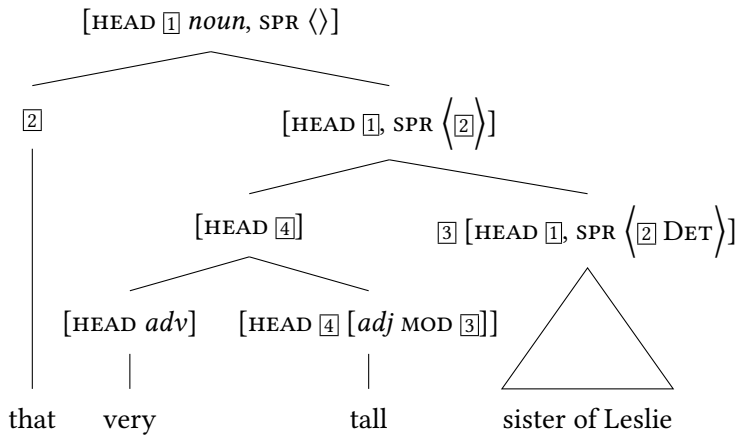 [HEAD 1 noun, SPR ⟨⟩]
2 [HEAD 1, SPR ⟨2⟩]
[HEAD 4] 3 [HEAD 1, SPR ⟨2 DET⟩]
[HEAD adv] [HEAD 4 [adj MOD 3]]
that very tall sister of Leslie